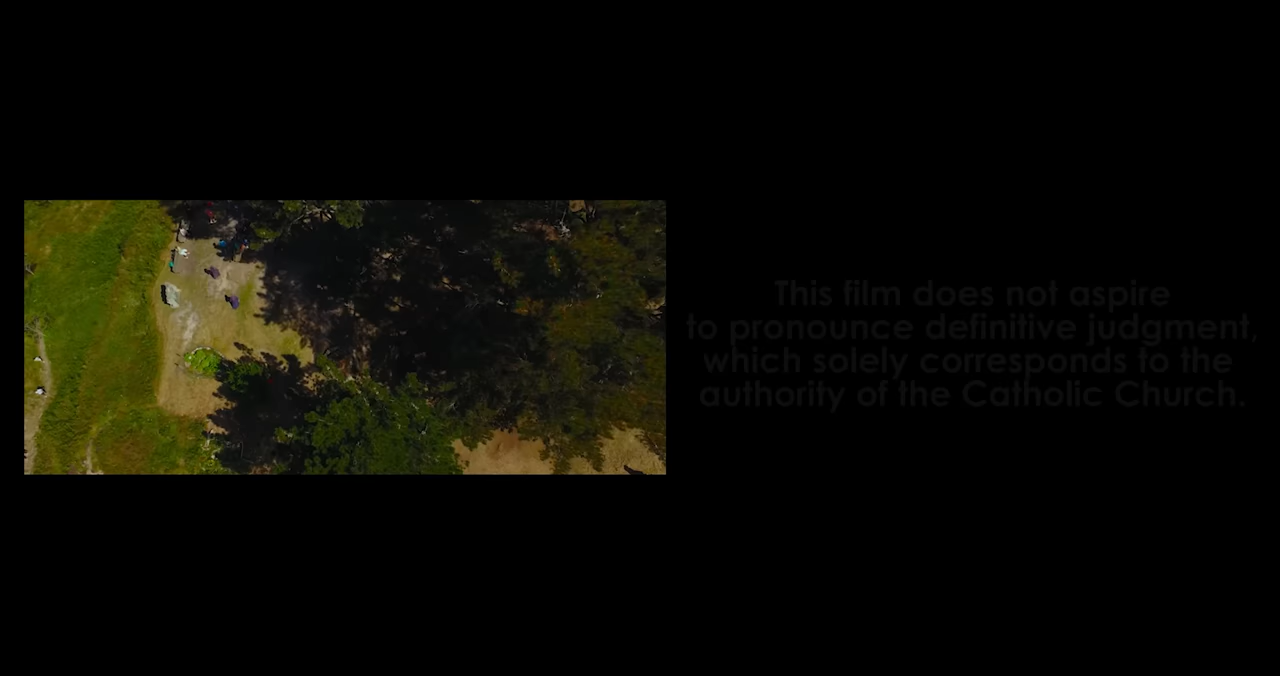 This film does not aspire
to pronounce definitive judgment,
which solely corresponds to the
authority of the Catholic Church.